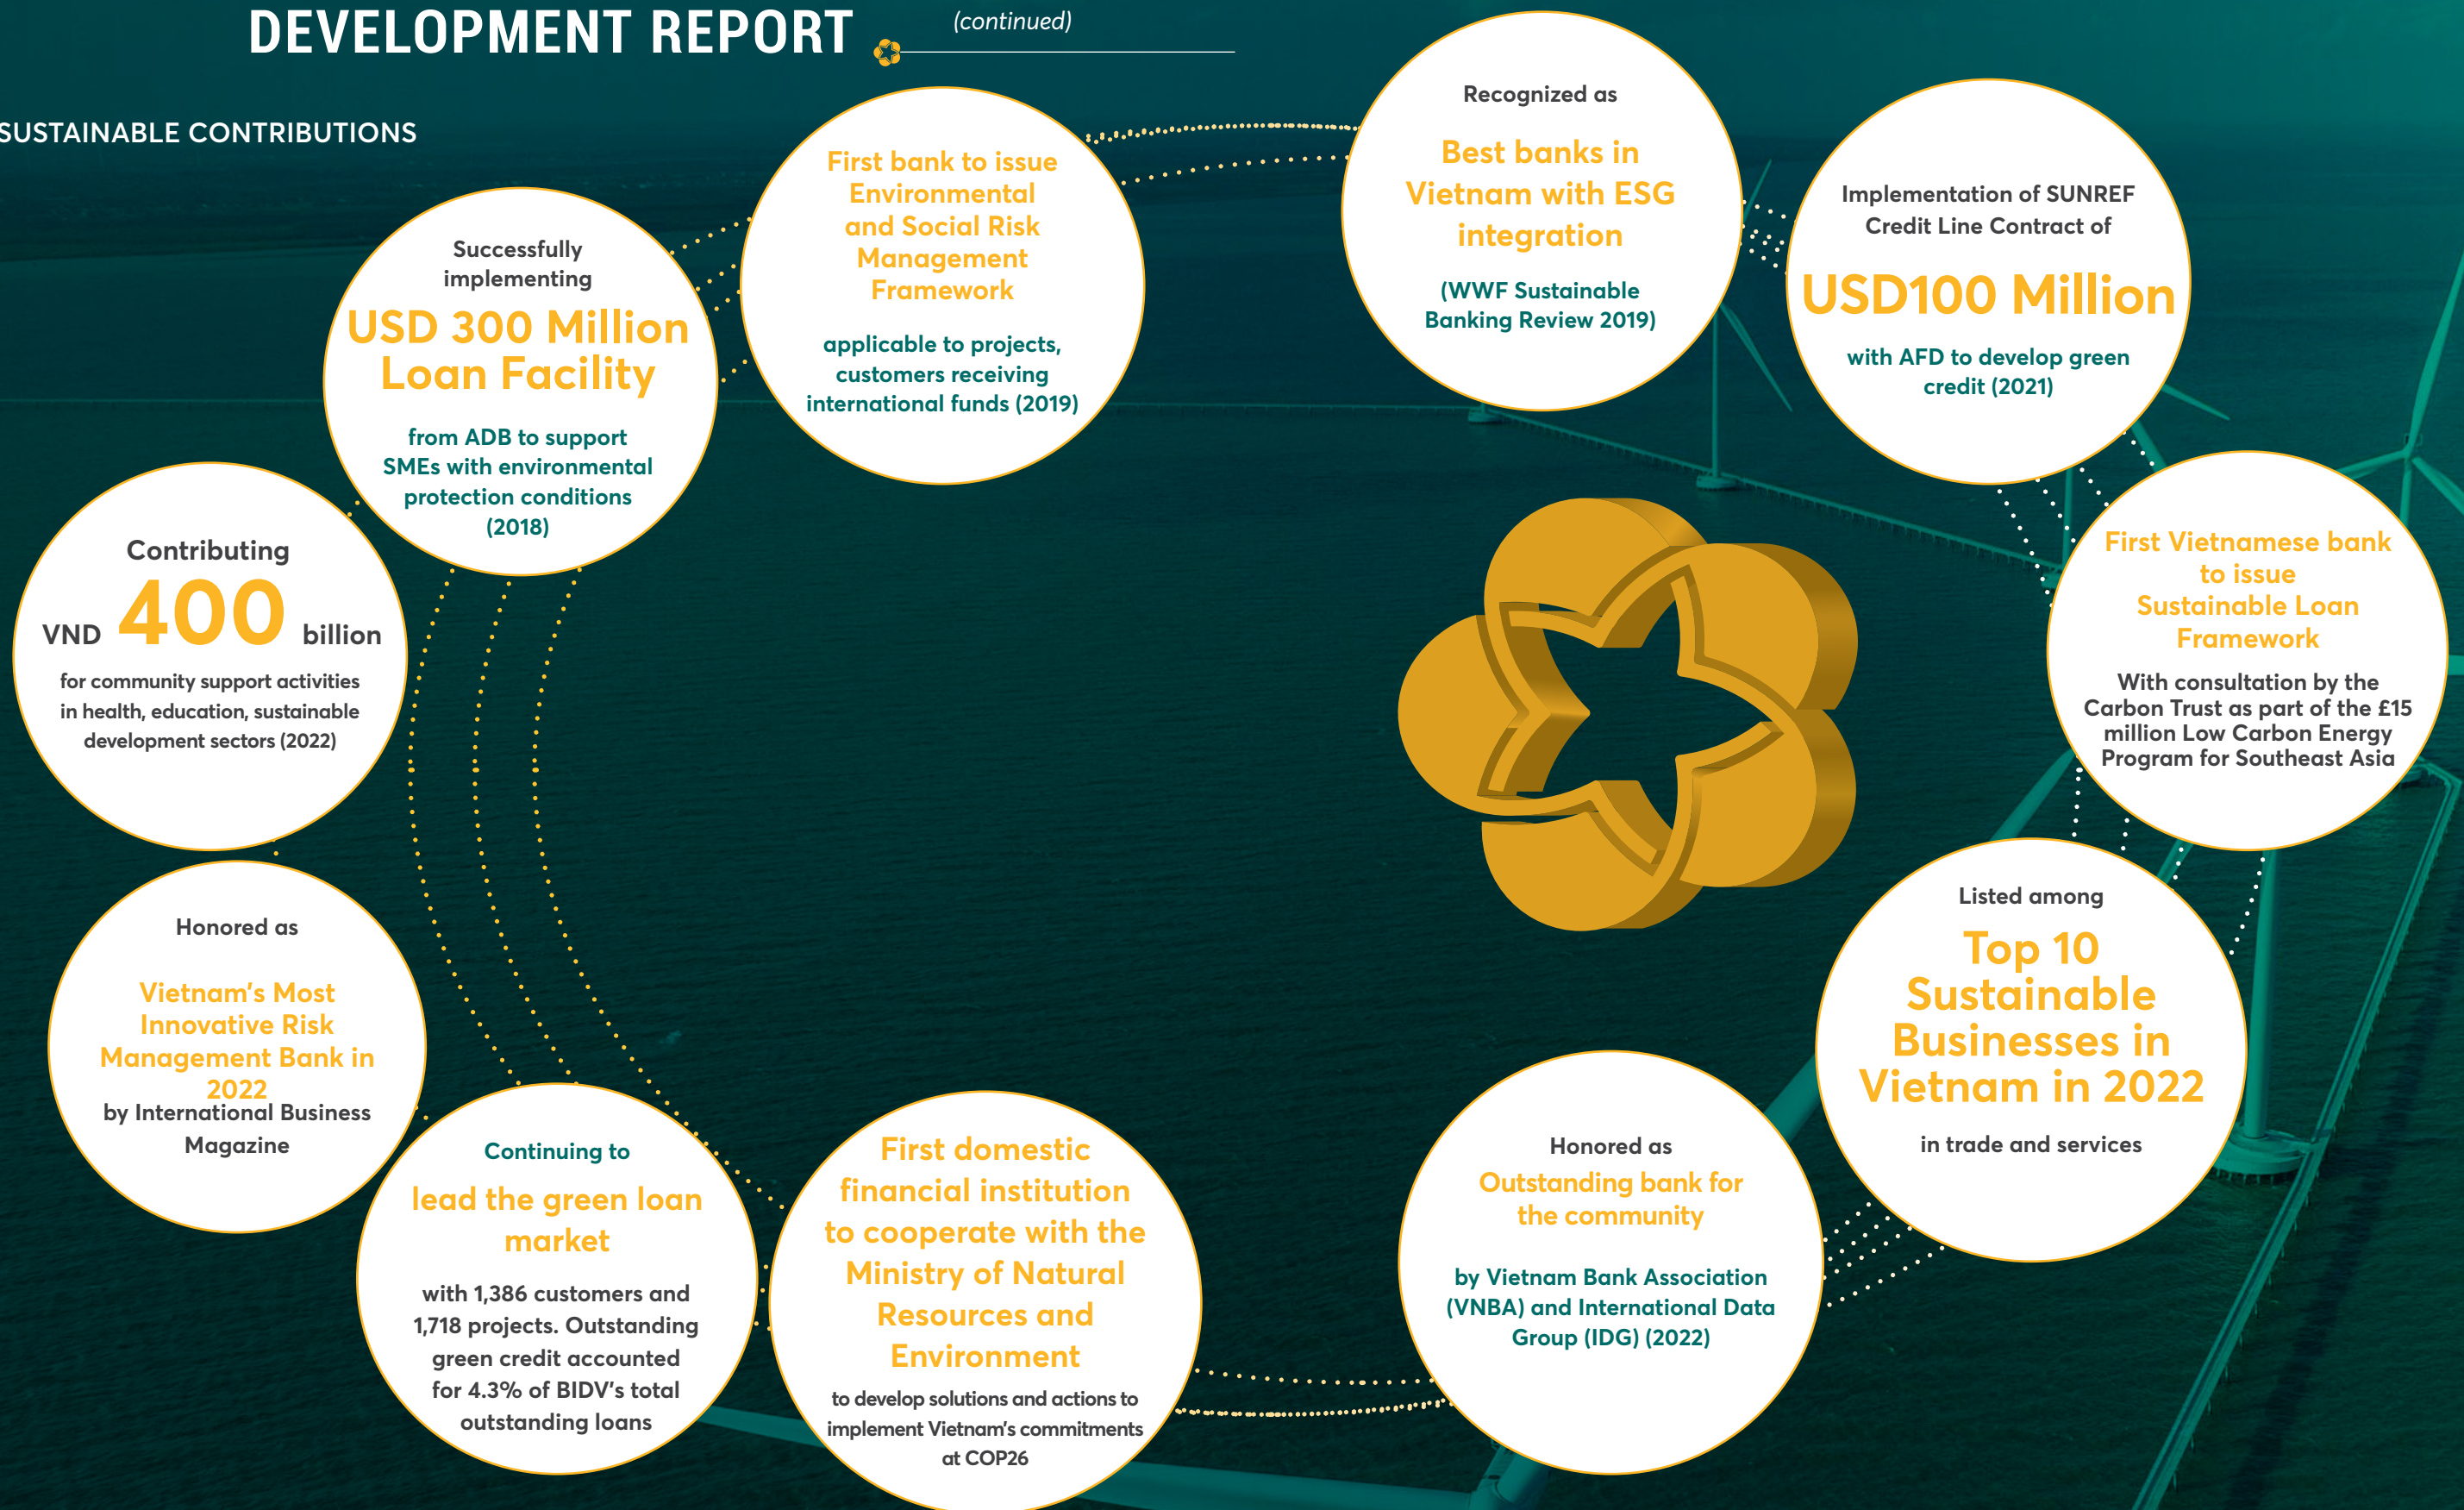 DEVELOPMENT REPORT
(continued)
SUSTAINABLE CONTRIBUTIONS
Successfully
implementing
USD 300 Million
Loan Facility
from ADB to support
SMEs with environmental
protection conditions
(2018)
First bank to issue
Environmental
and Social Risk
Management
Framework
applicable to projects,
customers receiving
international funds (2019)
Recognized as
Best banks in
Vietnam with ESG
integration
(WWF Sustainable
Banking Review 2019)
Implementation of SUNREF
Credit Line Contract of
USD100 Million
with AFD to develop green
credit (2021)
First Vietnamese bank
to issue
Sustainable Loan
Framework
With consultation by the
Carbon Trust as part of the £15
million Low Carbon Energy
Program for Southeast Asia
Listed among
Top 10
Sustainable
Businesses in
Vietnam in 2022
in trade and services
Honored as
Outstanding bank for
the community
by Vietnam Bank Association
(VNBA) and International Data
Group (IDG) (2022)
First domestic
financial institution
to cooperate with the
Ministry of Natural
Resources and
Environment
to develop solutions and actions to
implement Vietnam's commitments
at COP26
Continuing to
lead the green loan
market
with 1,386 customers and
1,718 projects. Outstanding
green credit accounted
for 4.3% of BIDV's total
outstanding loans
Honored as
Vietnam's Most
Innovative Risk
Management Bank in
2022
by International Business
Magazine
Contributing
VND 400 billion
for community support activities
in health, education, sustainable
development sectors (2022)